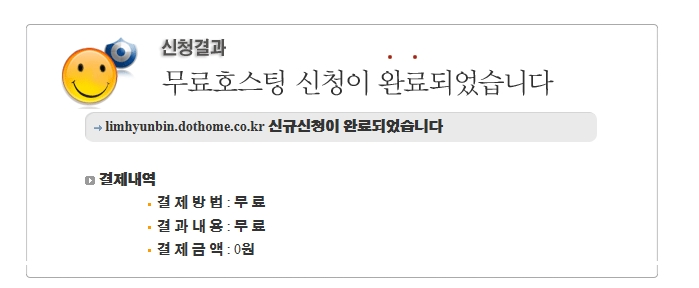 신청결과
무료호스팅 신청이 완료되었습니다
limhyunbin.dothome.co.kr 신규신청이 완료되었습니다
결제내역
결 제 방 법 : 무 료
결 과 내 용 : 무 료
결 제 금 액 : 0원